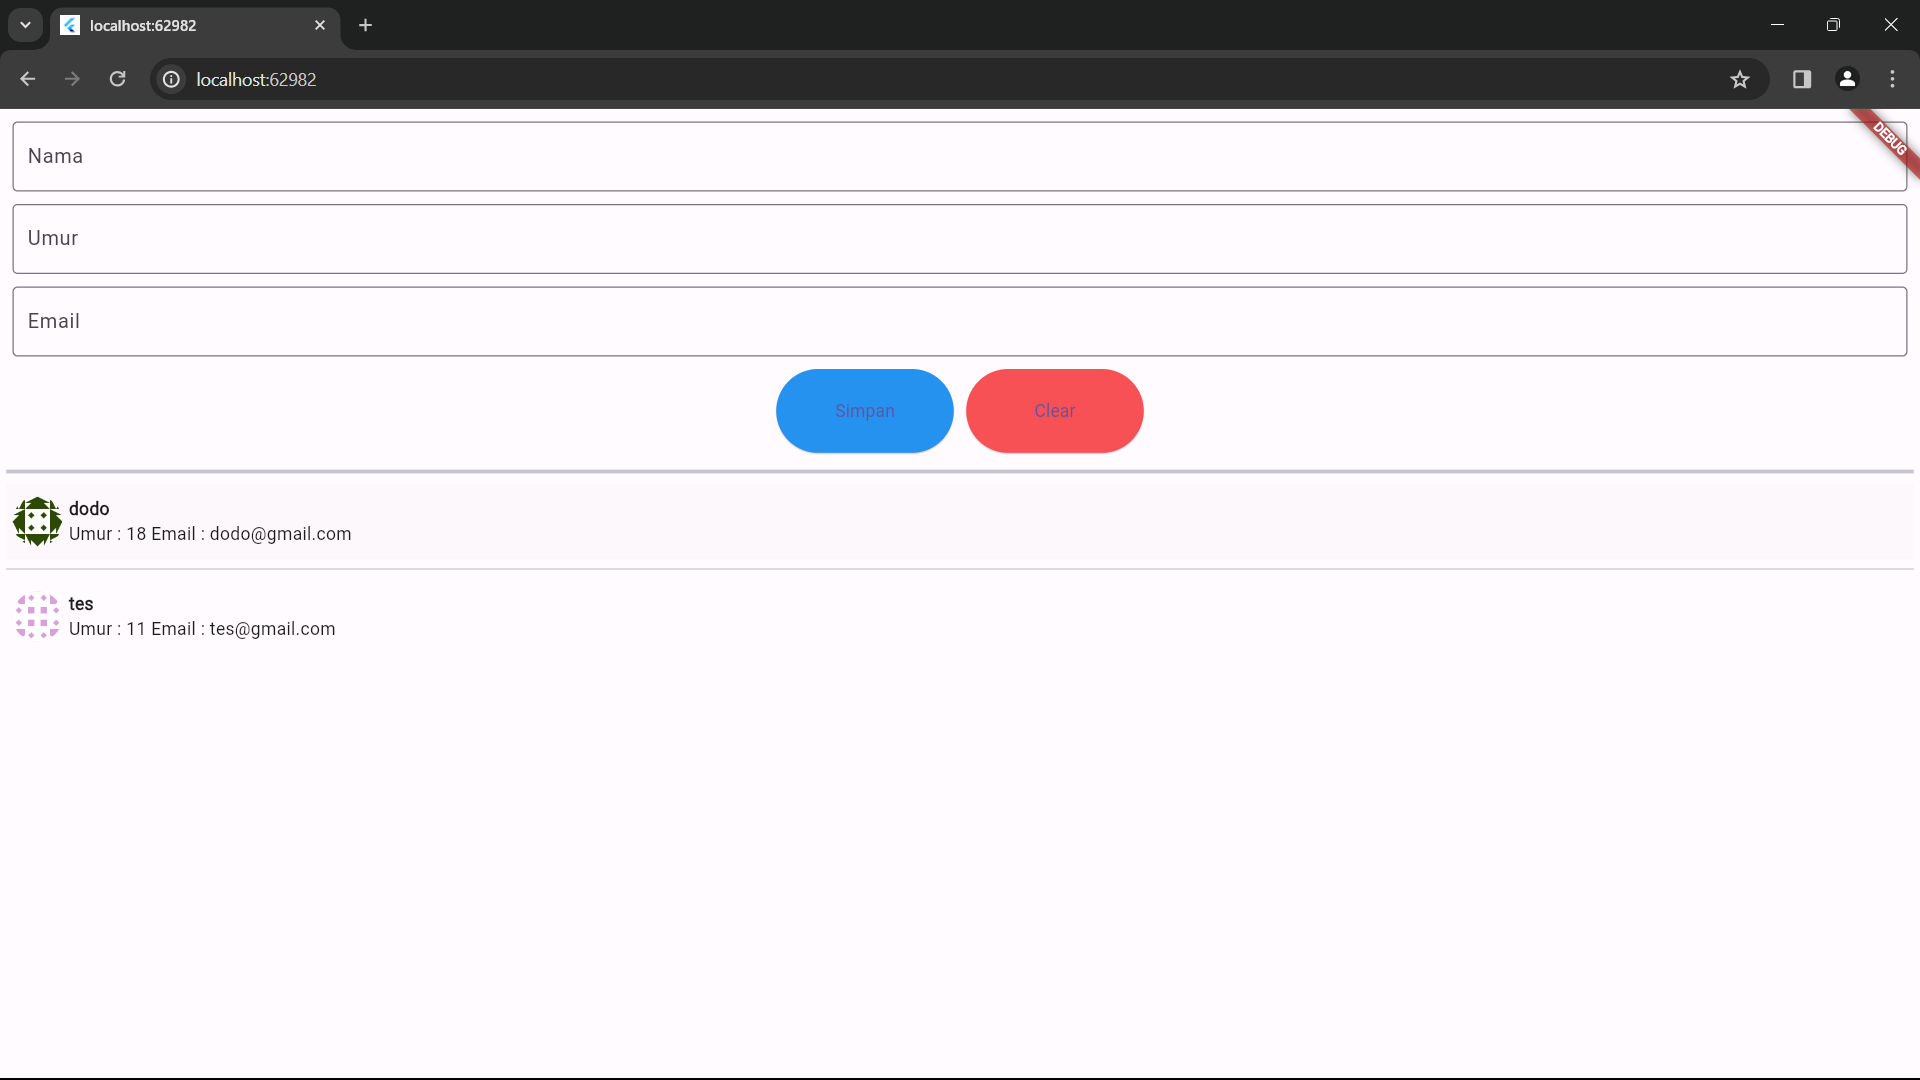 localhost:62982
localhost:62982
DEBUG
Nama
Umur
Email
Simpan Clear
dodo
Umur : 18 Email : dodo@gmail.com
tes
Umur : 11 Email : tes@gmail.com